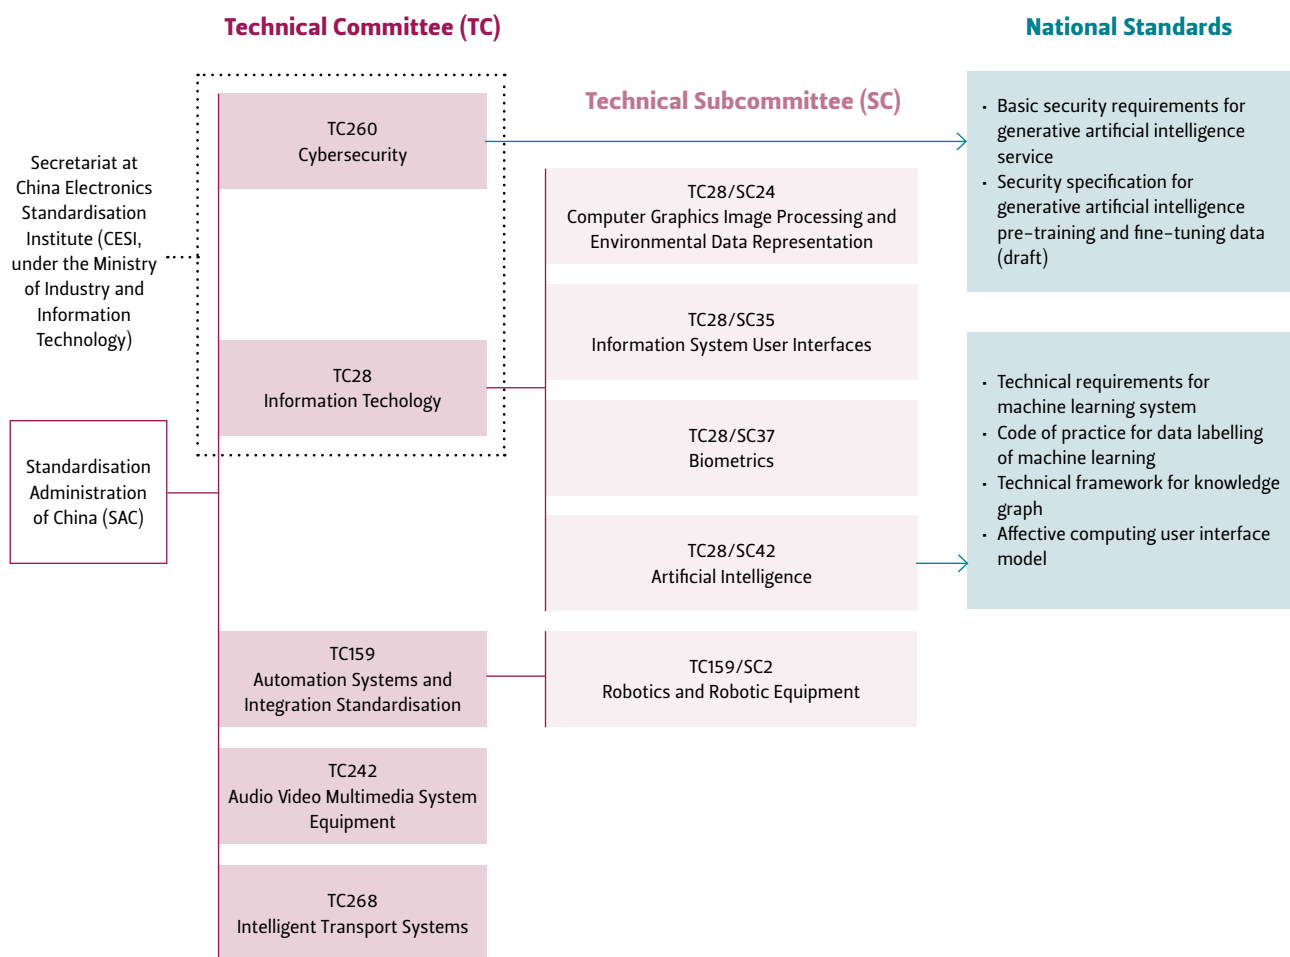 Technical Committee (TC)
National Standards
Technical Subcommittee (SC)
Secretariat at
China Electronics
Standardisation
Institute (CESI,
under the Ministry
of Industry and
Information
Technology)
Standardisation
Administration
of China (SAC)
TC260
Cybersecurity
TC28
Information Techology
TC159
Automation Systems and
Integration Standardisation
TC242
Audio Video Multimedia System
Equipment
TC268
Intelligent Transport Systems
TC28/SC24
Computer Graphics Image Processing and
Environmental Data Representation
TC28/SC35
Information System User Interfaces
TC28/SC37
Biometrics
TC28/SC42
Artificial Intelligence
TC159/SC2
Robotics and Robotic Equipment
· Basic security requirements for
generative artificial intelligence
service
· Security specification for
generative artificial intelligence
pre-training and fine-tuning data
(draft)
· Technical requirements for
machine learning system
· Code of practice for data labelling
of machine learning
· Technical framework for knowledge
graph
· Affective computing user interface
model